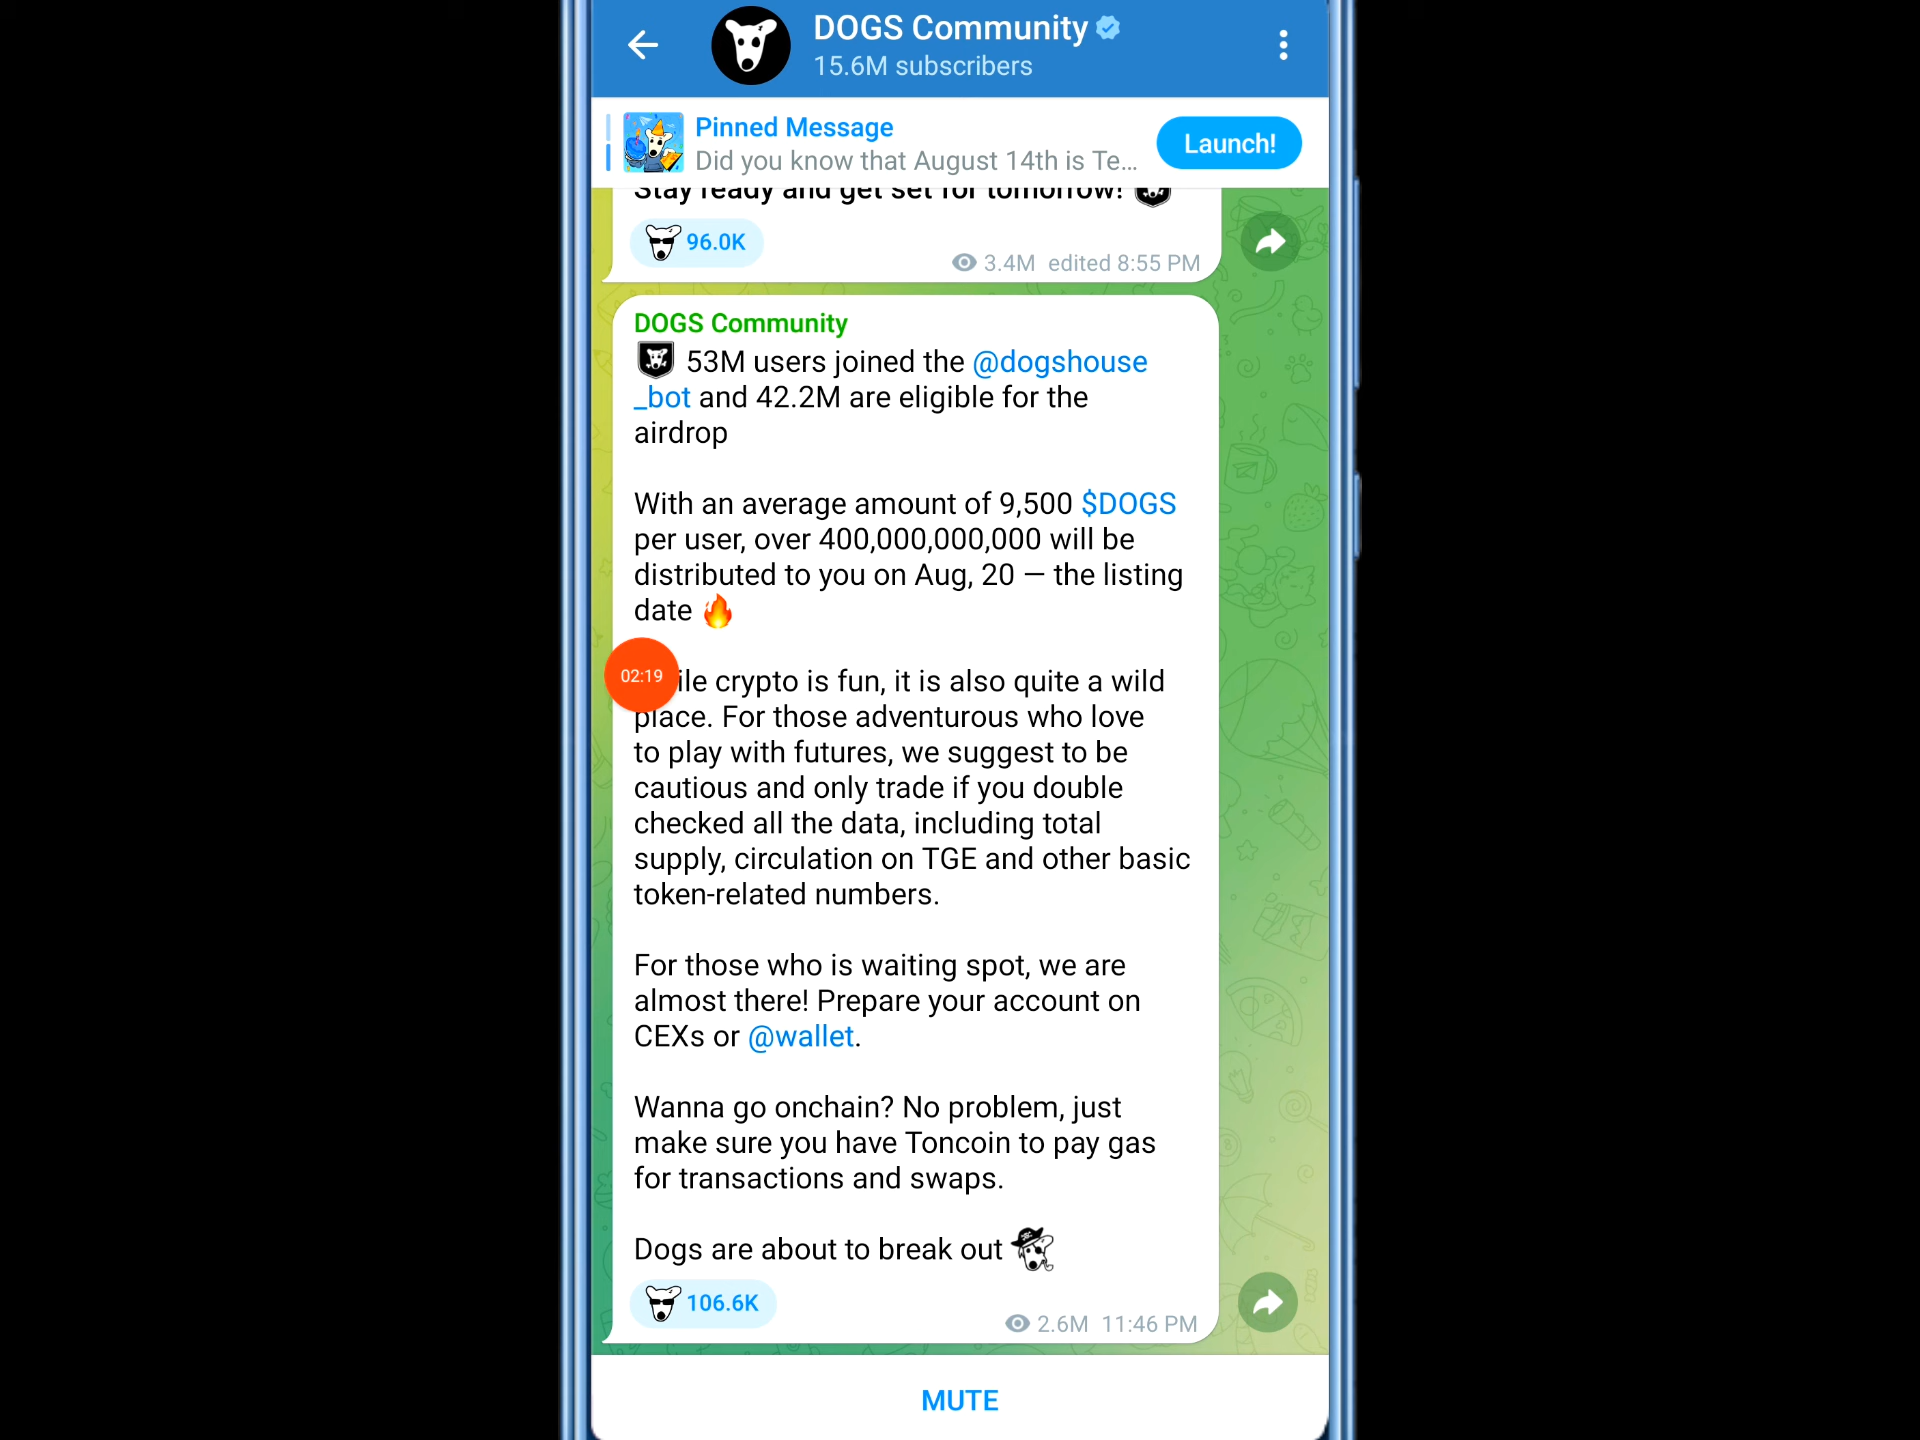 DOGS Community
15.6M subscribers
Pinned Message
Did you know that August 14th is Te...
Launch!
Stay ready and get set for tomorrow!
96.0K
3.4M edited 8:55 PM
DOGS Community
53M users joined the @dogshouse
_bot and 42.2M are eligible for the
airdrop
With an average amount of 9,500 $DOGS
per user, over 400,000,000,000 will be
distributed to you on Aug, 20 — the listing
date 🔥
02:19
ile crypto is fun, it is also quite a wild
place. For those adventurous who love
to play with futures, we suggest to be
cautious and only trade if you double
checked all the data, including total
supply, circulation on TGE and other basic
token-related numbers.
For those who is waiting spot, we are
almost there! Prepare your account on
CEXs or @wallet.
Wanna go onchain? No problem, just
make sure you have Toncoin to pay gas
for transactions and swaps.
Dogs are about to break out
106.6K
2.6M 11:46 PM
MUTE